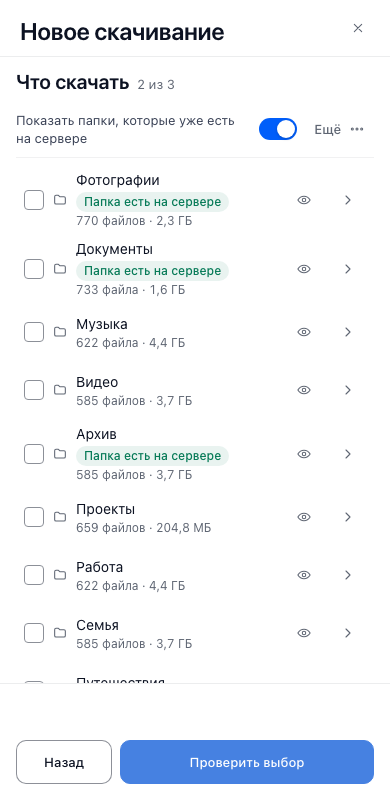 Новое скачивание
Что скачать 2 из 3
Показать папки, которые уже есть
на сервере
Ещё
Фотографии
Папка есть на сервере
770 файлов · 2,3 ГБ
Документы
Папка есть на сервере
733 файла · 1,6 ГБ
Музыка
622 файла · 4,4 ГБ
Видео
585 файлов · 3,7 ГБ
Архив
Папка есть на сервере
585 файлов · 3,7 ГБ
Проекты
659 файлов · 204,8 МБ
Работа
622 файла · 4,4 ГБ
Семья
585 файлов · 3,7 ГБ
Путешествия
Назад
Проверить выбор